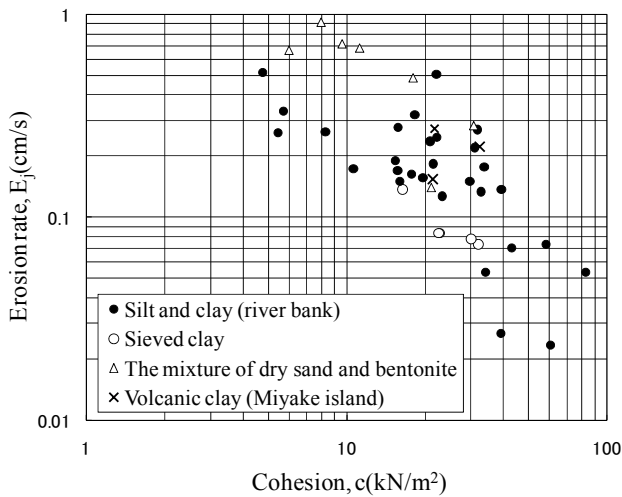 1
0.1
0.01
Erosion rate, Ej(cm/s)
● Silt and clay (river bank)
○ Sieved clay
△ The mixture of dry sand and bentonite
× Volcanic clay (Miyake island)
1 10 100
Cohesion, c(kN/m²)